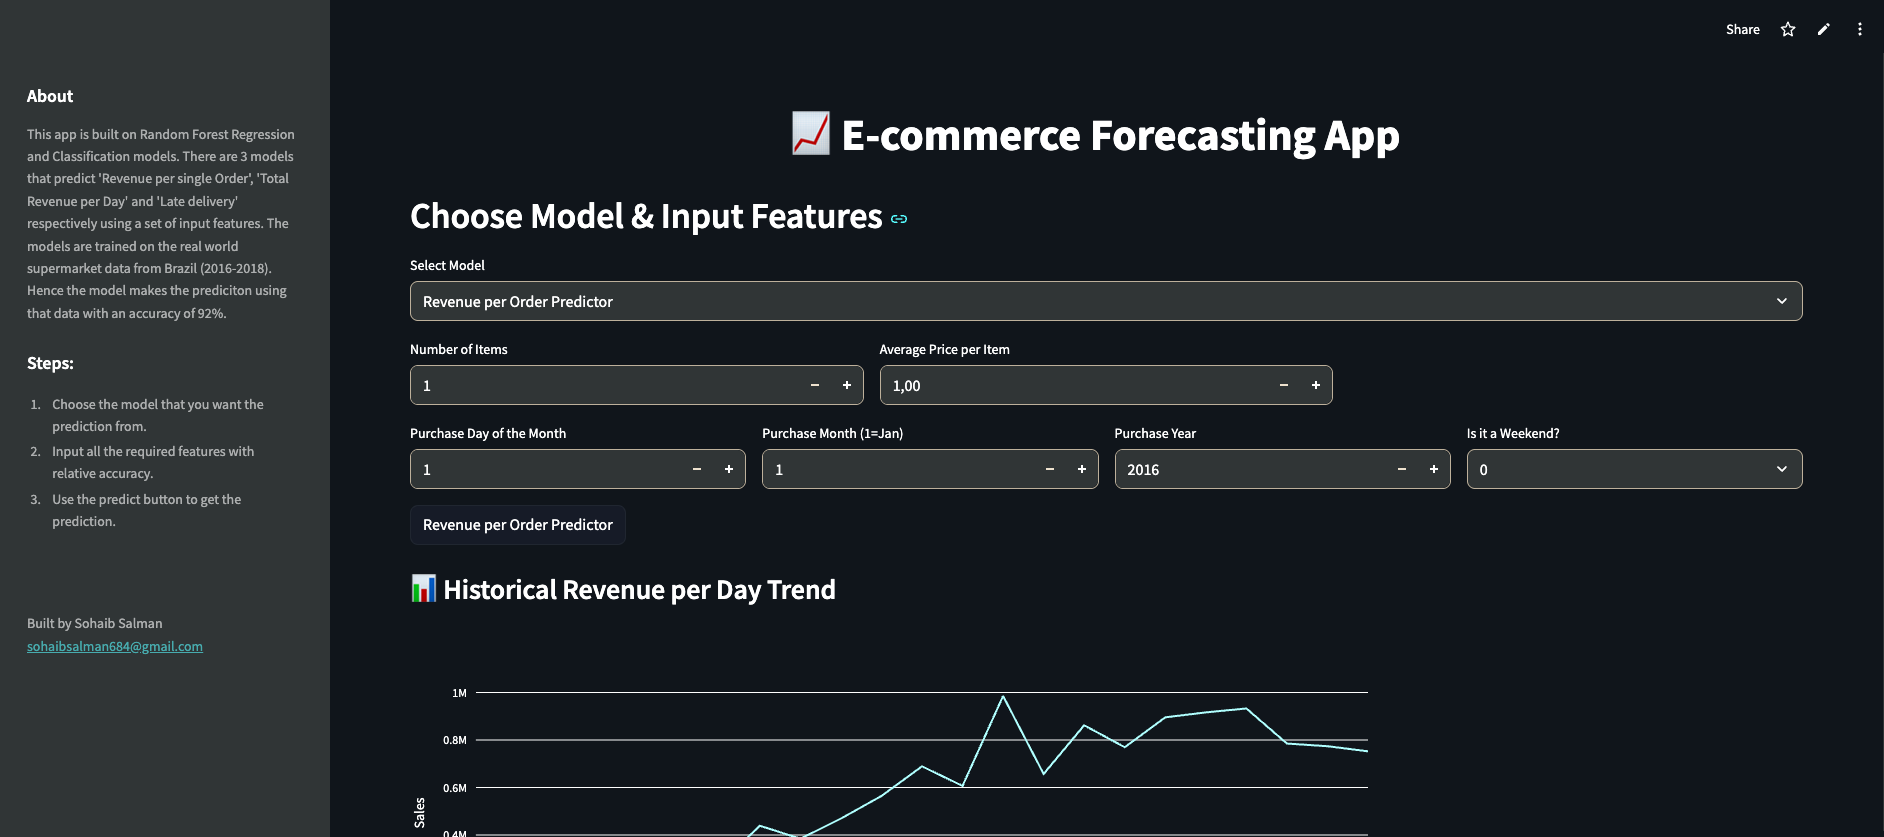 Share
About
This app is built on Random Forest Regression
and Classification models. There are 3 models
that predict 'Revenue per single Order', 'Total
Revenue per Day' and 'Late delivery'
respectively using a set of input features. The
models are trained on the real world
supermarket data from Brazil (2016-2018).
Hence the model makes the prediciton using
that data with an accuracy of 92%.
Steps:
1. Choose the model that you want the
prediction from.
2. Input all the required features with
relative accuracy.
3. Use the predict button to get the
prediction.
Built by Sohaib Salman
sohaibsalman684@gmail.com
E-commerce Forecasting App
Choose Model & Input Features
Select Model
Revenue per Order Predictor
Number of Items
Average Price per Item
1
1,00
Purchase Day of the Month
Purchase Month (1=Jan)
Purchase Year
Is it a Weekend?
1
1
2016
0
Revenue per Order Predictor
Historical Revenue per Day Trend
1M
0.8M
0.6M
0.4M
Sales